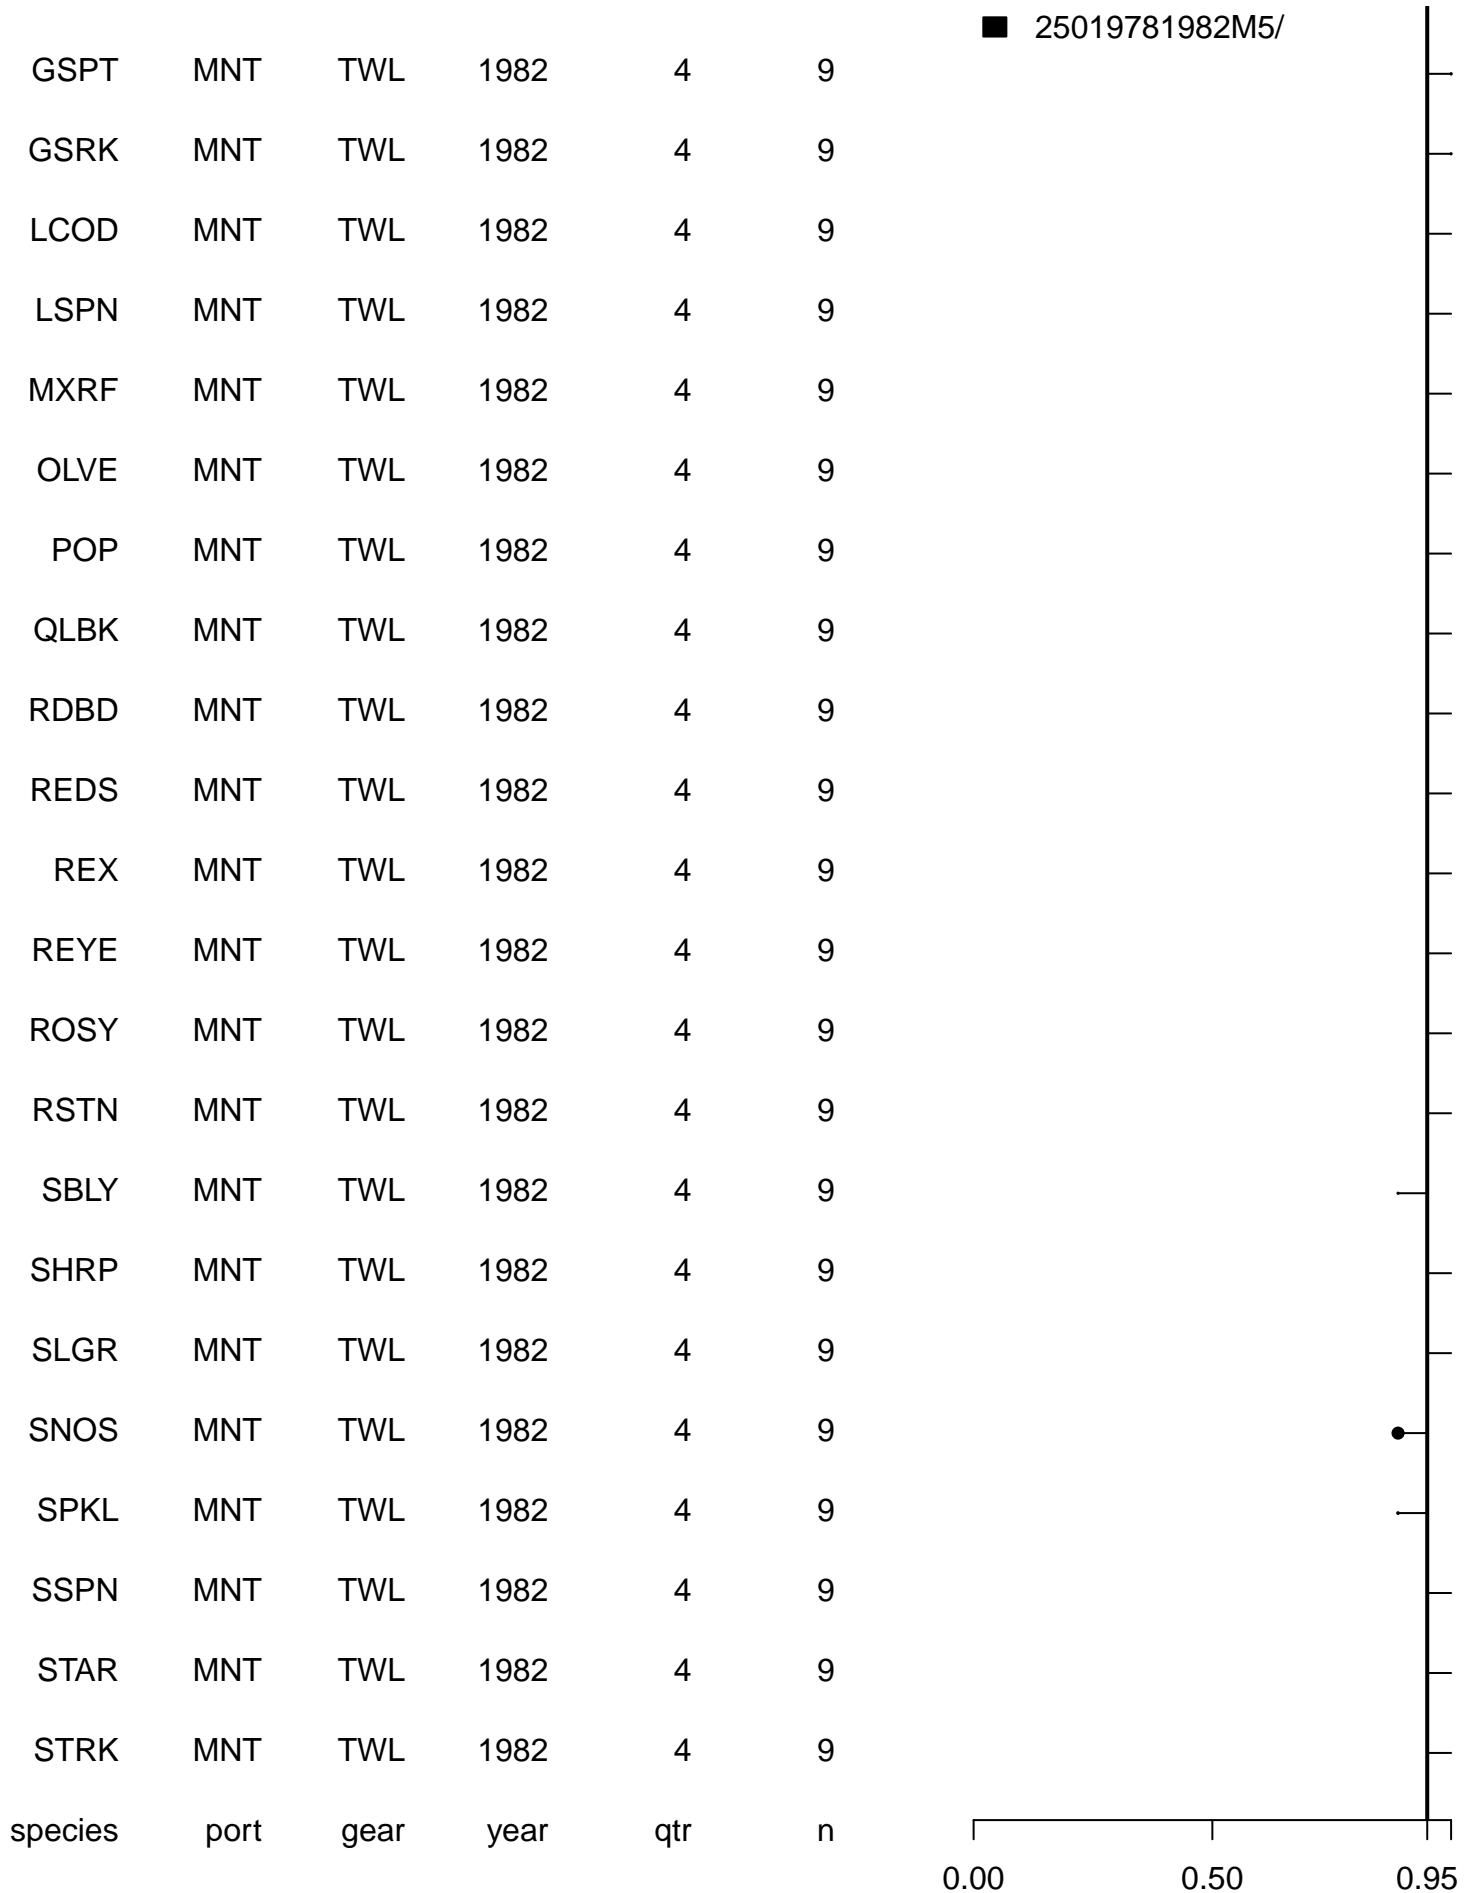 25019781982M5/
GSPT MNT TWL 1982 4 9
GSRK MNT TWL 1982 4 9
LCOD MNT TWL 1982 4 9
LSPN MNT TWL 1982 4 9
MXRF MNT TWL 1982 4 9
OLVE MNT TWL 1982 4 9
POP MNT TWL 1982 4 9
QLBK MNT TWL 1982 4 9
RDBD MNT TWL 1982 4 9
REDS MNT TWL 1982 4 9
REX MNT TWL 1982 4 9
REYE MNT TWL 1982 4 9
ROSY MNT TWL 1982 4 9
RSTN MNT TWL 1982 4 9
SBLY MNT TWL 1982 4 9
SHRP MNT TWL 1982 4 9
SLGR MNT TWL 1982 4 9
SNOS MNT TWL 1982 4 9
SPKL MNT TWL 1982 4 9
SSPN MNT TWL 1982 4 9
STAR MNT TWL 1982 4 9
STRK MNT TWL 1982 4 9
species port gear year qtr n
0.00 0.50 0.95